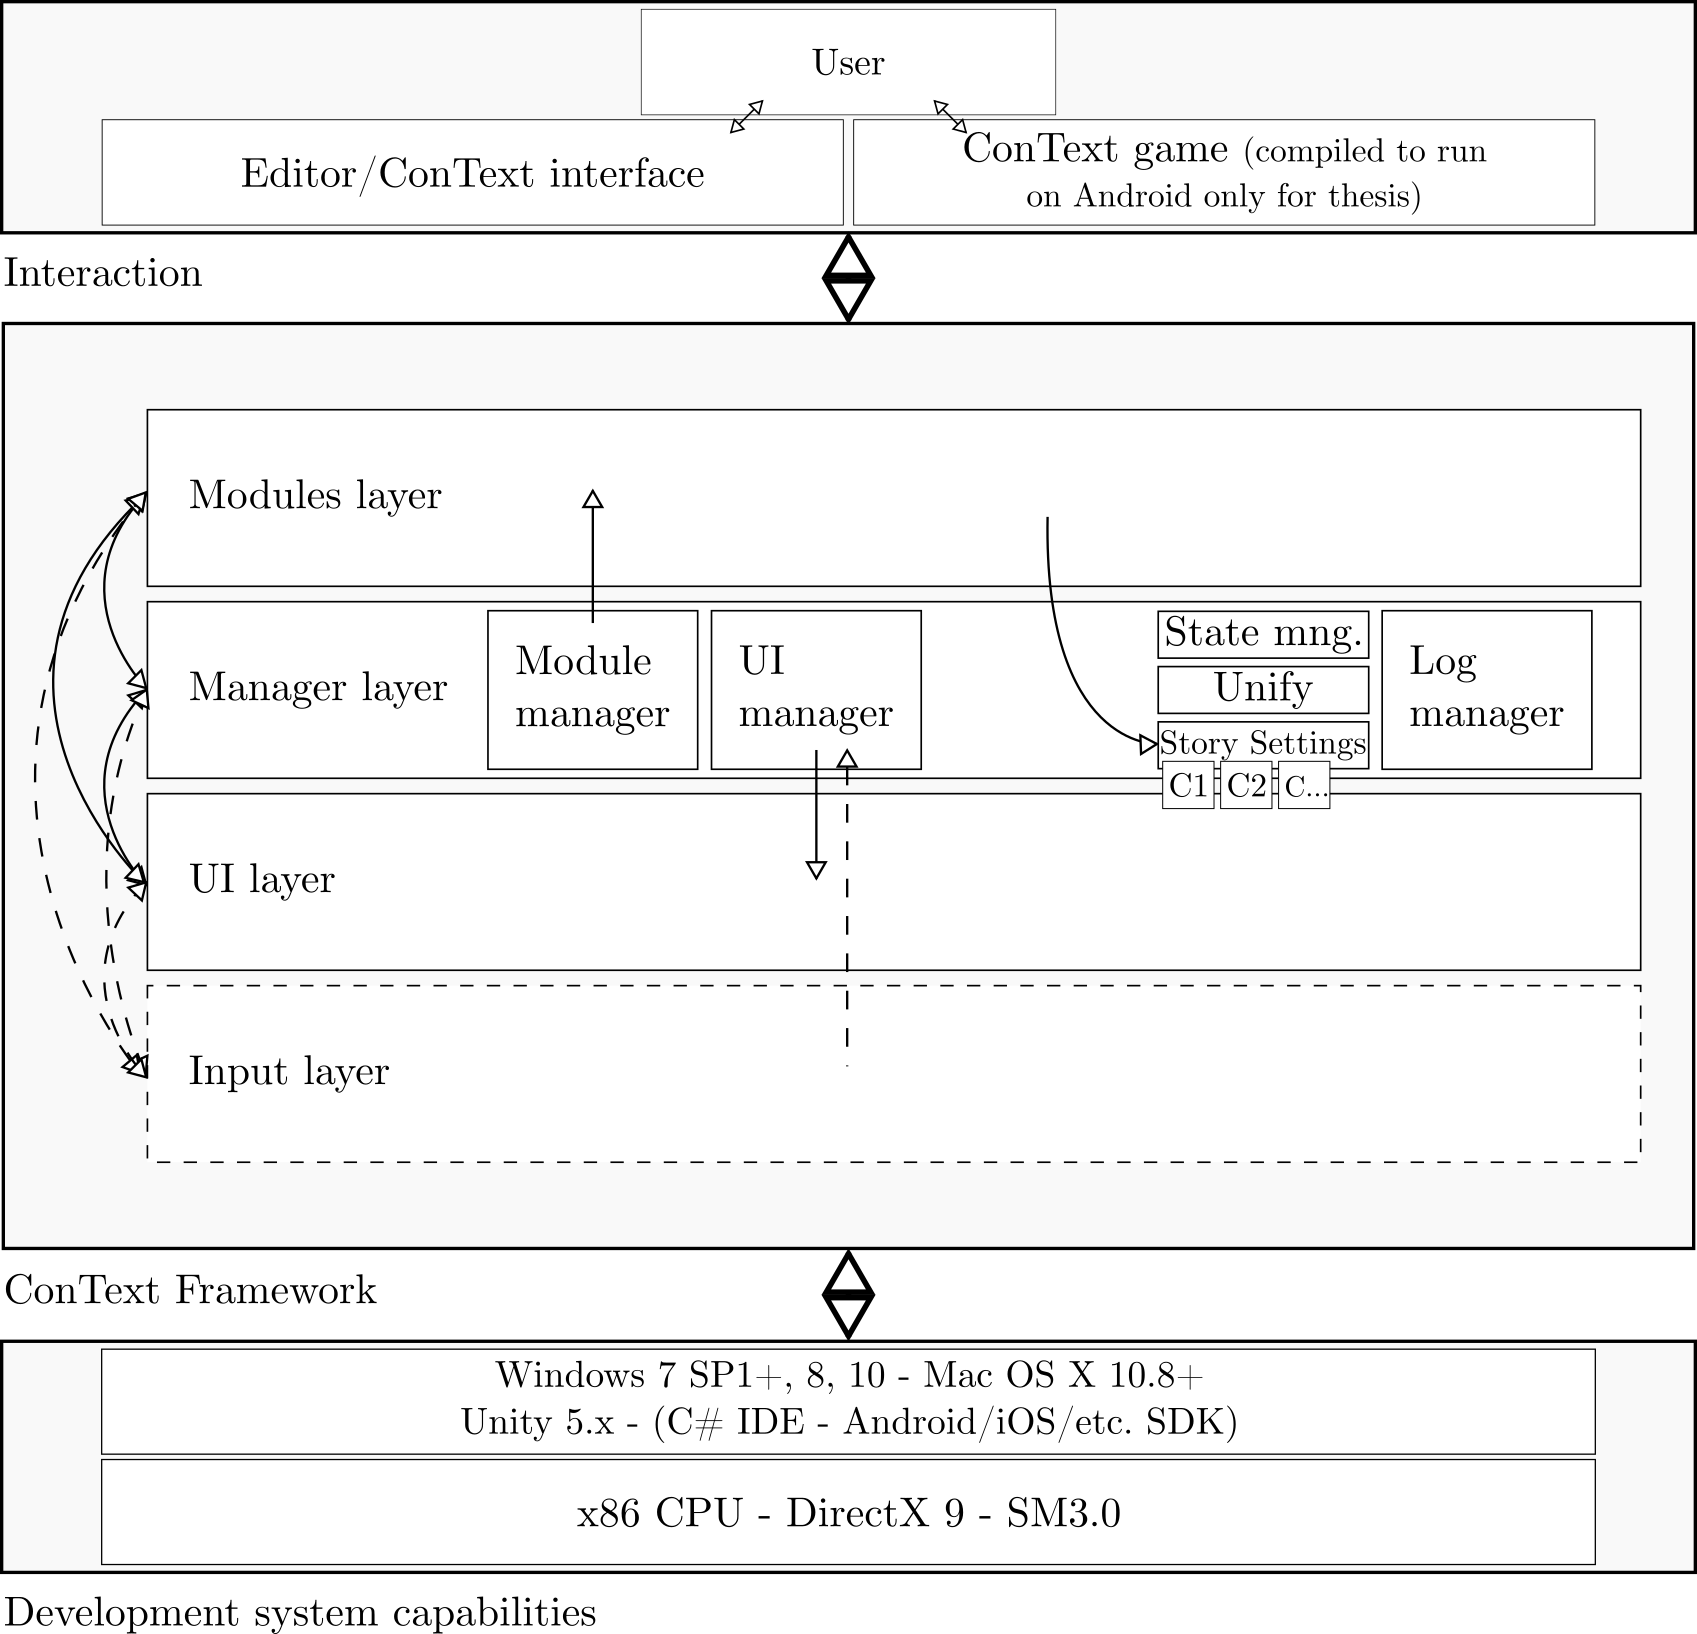 User
Editor/ConText interface
ConText game (compiled to run
on Android only for thesis)
Interaction
Modules layer
Manager layer
Module
manager
UI
manager
State mng.
Unify
Story Settings
C1
C2
C...
Log
manager
UI layer
Input layer
ConText Framework
Windows 7 SP1+, 8, 10 - Mac OS X 10.8+
Unity 5.x - (C# IDE - Android/iOS/etc. SDK)
x86 CPU - DirectX 9 - SM3.0
Development system capabilities